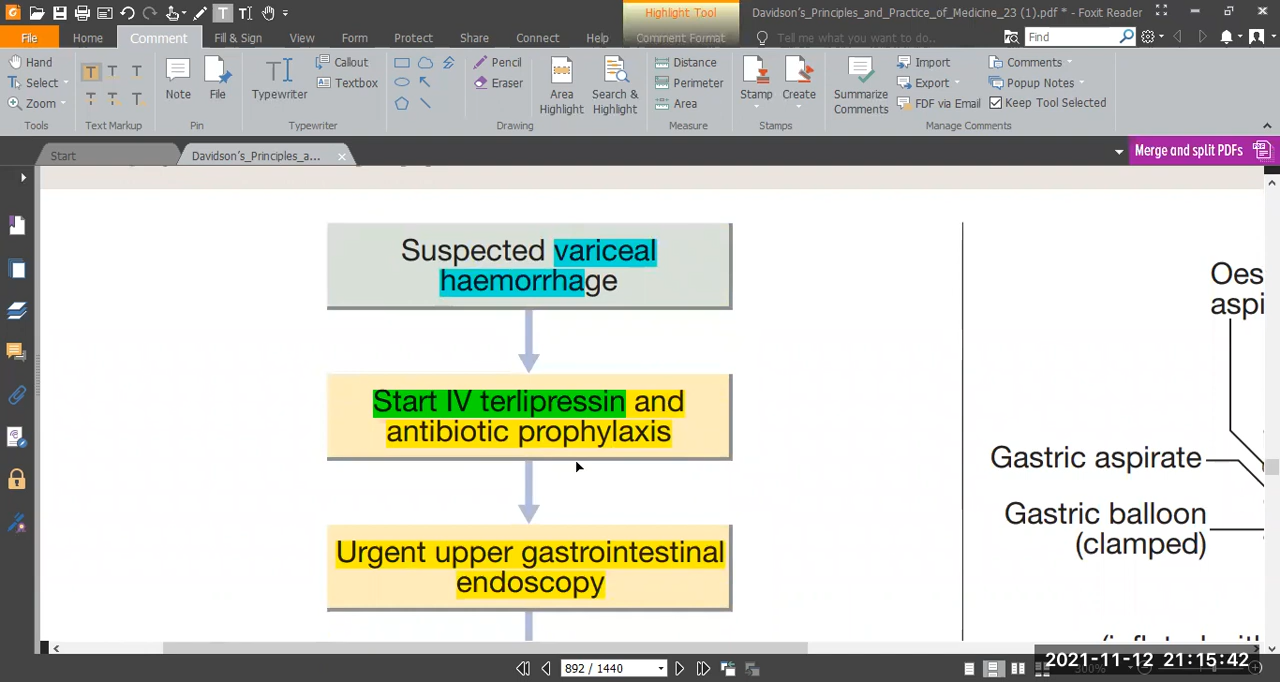 Highlight Tool
Davidson's_Principles_and_Practice_of_Medicine_23 (1).pdf * - Foxit Reader
File Home Comment Fill & Sign View Form Protect Share Connect Help Comment Format Tell me what you want to do.. Find
Hand
Select
Zoom
Tools
Text Markup
Note
File
Pin
Typewriter
Callout
Textbox
Typewriter
Pencil
Eraser
Area Highlight
Search & Highlight
Drawing
Distance
Perimeter
Area
Measure
Stamp
Create
Stamps
Summarize Comments
Import
Export
FDF via Email
Comments
Popup Notes
Keep Tool Selected
Manage Comments
Start
Davidson's_Principles_a...
Merge and split PDFs
Suspected variceal
haemorrhage
Start IV terlipressin and
antibiotic prophylaxis
Urgent upper gastrointestinal
endoscopy
Oes
aspi
Gastric aspirate
Gastric balloon
(clamped)
892 / 1440
2021-11-12 21:15:42